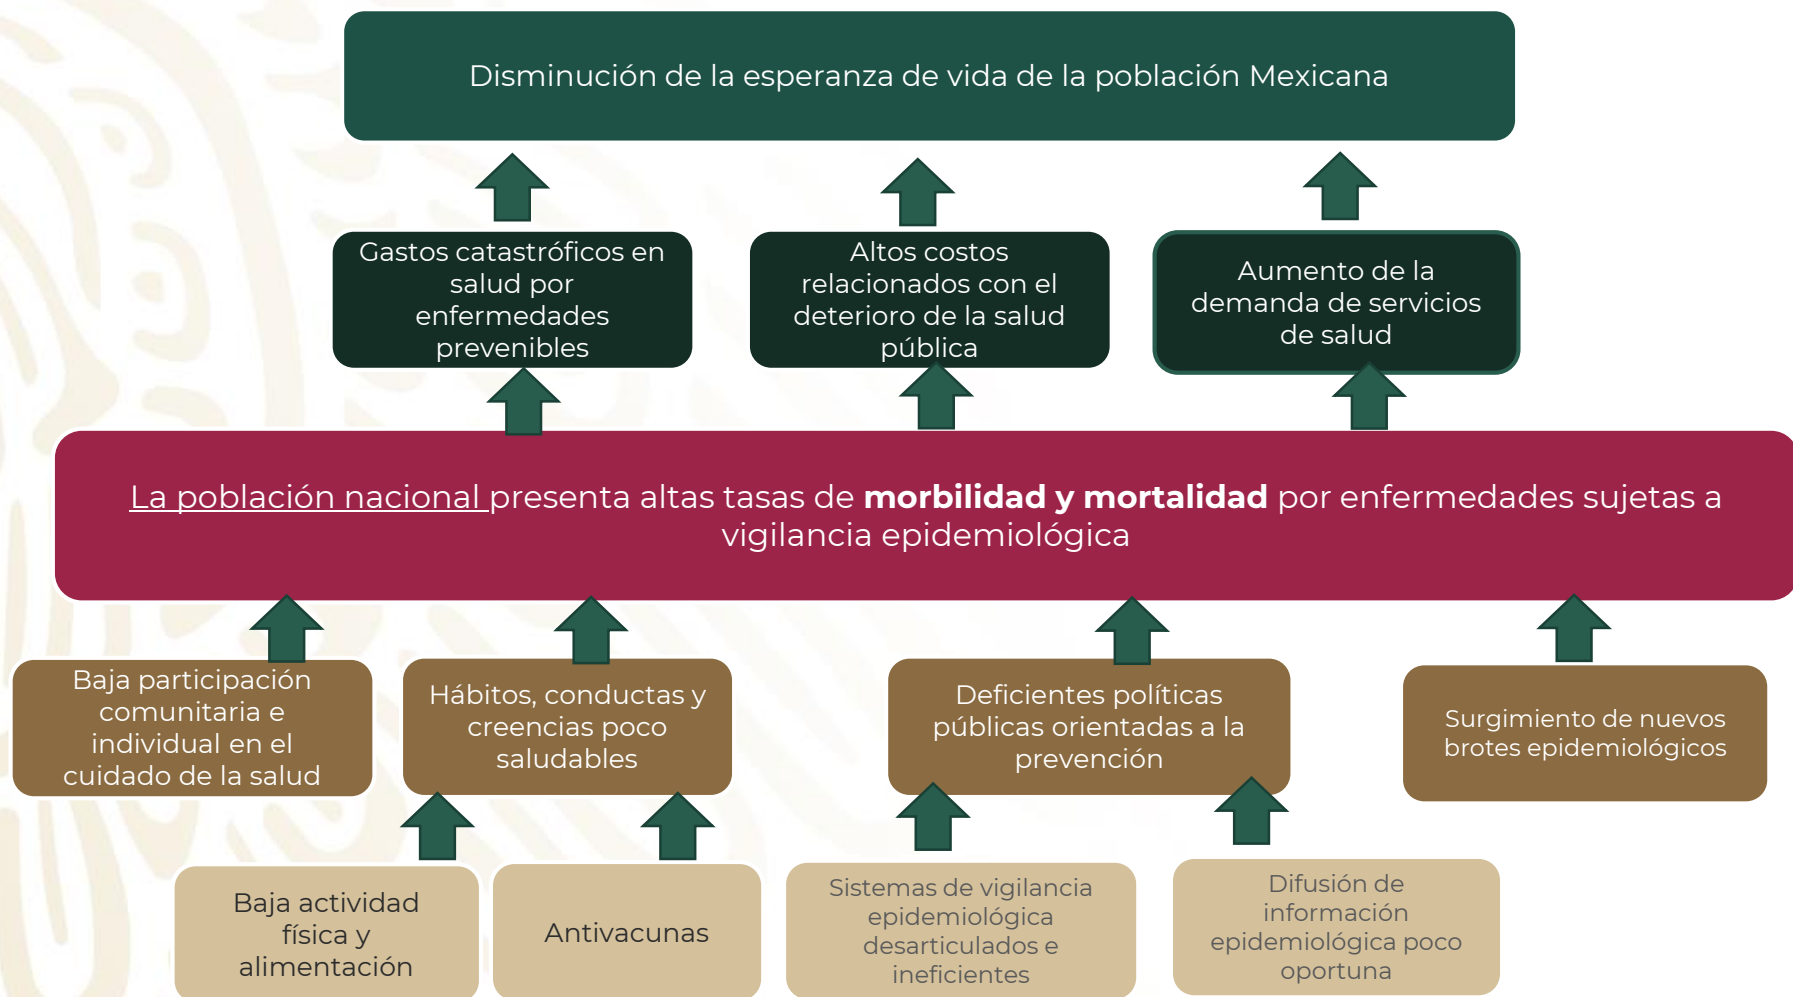 Disminución de la esperanza de vida de la población Mexicana
Gastos catastróficos en
salud por
enfermedades
prevenibles
Altos costos
relacionados con el
deterioro de la salud
pública
Aumento de la
demanda de servicios
de salud
La población nacional presenta altas tasas de morbilidad y mortalidad por enfermedades sujetas a
vigilancia epidemiológica
Baja participación
comunitaria e
individual en el
cuidado de la salud
Hábitos, conductas y
creencias poco
saludables
Deficientes políticas
públicas orientadas a la
prevención
Surgimiento de nuevos
brotes epidemiológicos
Baja actividad
física y
alimentación
Antivacunas
Sistemas de vigilancia
epidemiológica
desarticulados e
ineficientes
Difusión de
información
epidemiológica poco
oportuna